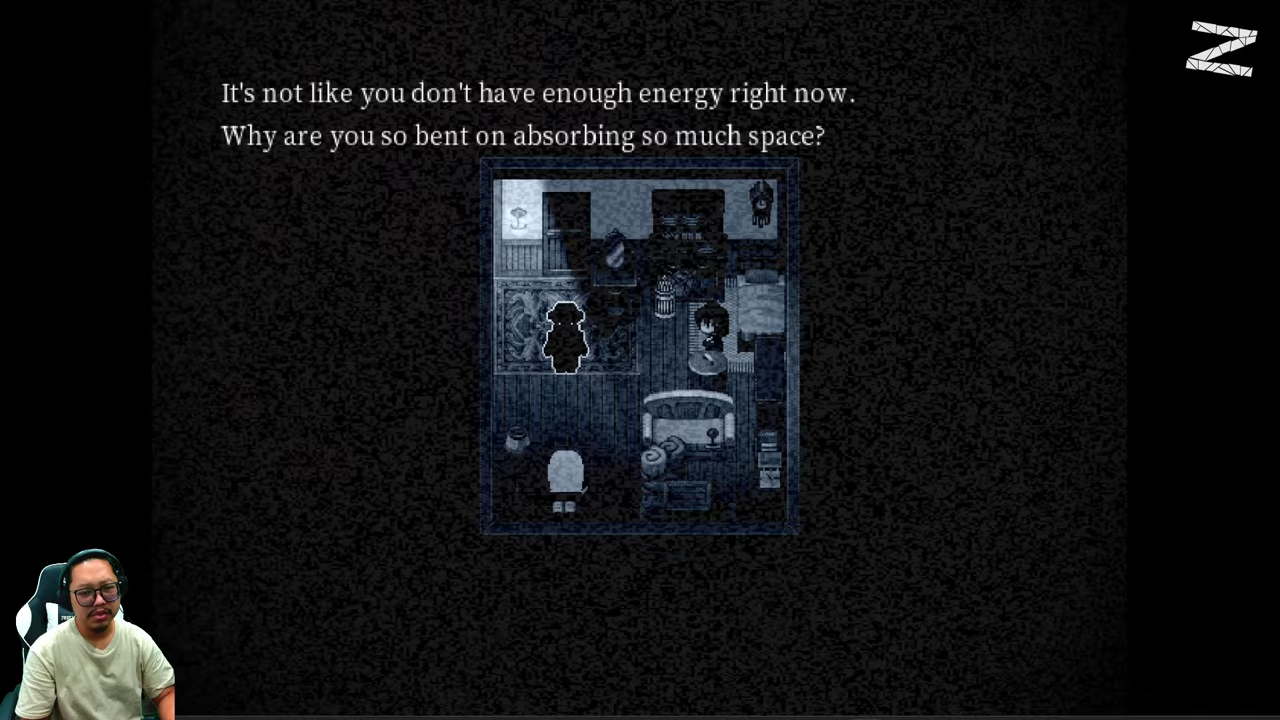 It's not like you don't have enough energy right now.
Why are you so bent on absorbing so much space?
Z